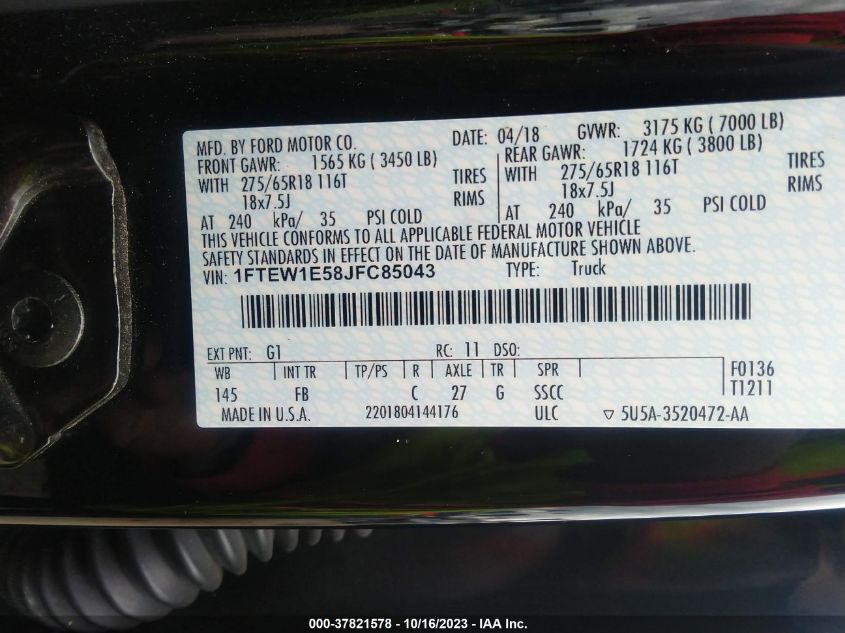 MFD. BY FORD MOTOR CO. DATE: 04/18 GVWR: 3175 KG ( 7000 LB)
FRONT GAWR: 1565 KG ( 3450 LB) REAR GAWR: 1724 KG ( 3800 LB)
WITH 275/65R18 116T TIRES WITH 275/65R18 116T TIRES
18x7.5J RIMS 18x7.5J RIMS
AT 240 kPa/ 35 PSI COLD AT 240 kPa/ 35 PSI COLD
THIS VEHICLE CONFORMS TO ALL APPLICABLE FEDERAL MOTOR VEHICLE
SAFETY STANDARDS IN EFFECT ON THE DATE OF MANUFACTURE SHOWN ABOVE.
VIN: 1FTEW1E58JFC85043 TYPE: Truck
EXT PNT: G1 RC: 11 DSO:
WB INT TR TP/PS R AXLE TR SPR F0136
145 FB C 27 G SSCC T1211
MADE IN U.S.A. 2201804144176 ULC ▽ 5U5A-3520472-AA
000-37821578 - 10/16/2023 - IAA Inc.